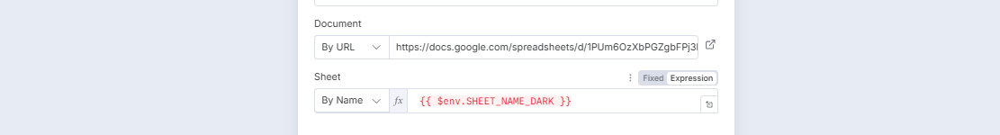 Document
By URL https://docs.google.com/spreadsheets/d/1PUm6OzXbPGZgbFPj3
Sheet Fixed Expression
By Name fx {{ $env.SHEET_NAME_DARK }}